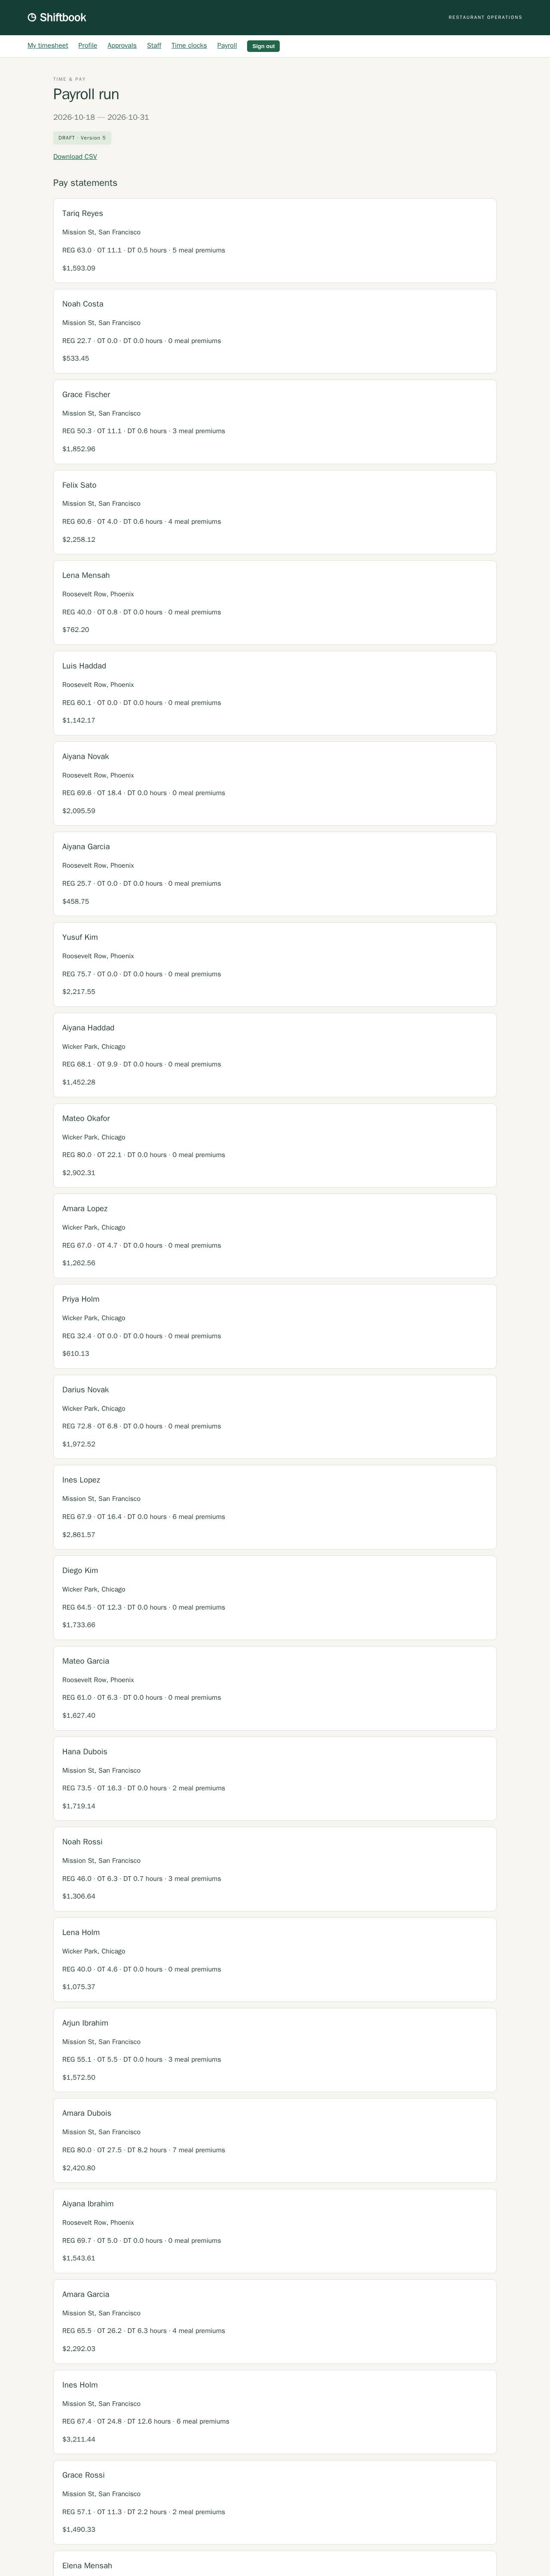 Shiftbook
RESTAURANT OPERATIONS
My timesheet Profile Approvals Staff Time clocks Payroll Sign out
TIME & PAY
Payroll run
2026-10-18 — 2026-10-31
DRAFT · Version 5
Download CSV
Pay statements
Tariq Reyes
Mission St, San Francisco
REG 63.0 · OT 11.1 · DT 0.5 hours · 5 meal premiums
$1,593.09
Noah Costa
Mission St, San Francisco
REG 22.7 · OT 0.0 · DT 0.0 hours · 0 meal premiums
$533.45
Grace Fischer
Mission St, San Francisco
REG 50.3 · OT 11.1 · DT 0.6 hours · 3 meal premiums
$1,852.96
Felix Sato
Mission St, San Francisco
REG 60.6 · OT 4.0 · DT 0.6 hours · 4 meal premiums
$2,258.12
Lena Mensah
Roosevelt Row, Phoenix
REG 40.0 · OT 0.8 · DT 0.0 hours · 0 meal premiums
$762.20
Luis Haddad
Roosevelt Row, Phoenix
REG 60.1 · OT 0.0 · DT 0.0 hours · 0 meal premiums
$1,142.17
Aiyana Novak
Roosevelt Row, Phoenix
REG 69.6 · OT 18.4 · DT 0.0 hours · 0 meal premiums
$2,095.59
Aiyana Garcia
Roosevelt Row, Phoenix
REG 25.7 · OT 0.0 · DT 0.0 hours · 0 meal premiums
$458.75
Yusuf Kim
Roosevelt Row, Phoenix
REG 75.7 · OT 0.0 · DT 0.0 hours · 0 meal premiums
$2,217.55
Aiyana Haddad
Wicker Park, Chicago
REG 68.1 · OT 9.9 · DT 0.0 hours · 0 meal premiums
$1,452.28
Mateo Okafor
Wicker Park, Chicago
REG 80.0 · OT 22.1 · DT 0.0 hours · 0 meal premiums
$2,902.31
Amara Lopez
Wicker Park, Chicago
REG 67.0 · OT 4.7 · DT 0.0 hours · 0 meal premiums
$1,262.56
Priya Holm
Wicker Park, Chicago
REG 32.4 · OT 0.0 · DT 0.0 hours · 0 meal premiums
$610.13
Darius Novak
Wicker Park, Chicago
REG 72.8 · OT 6.8 · DT 0.0 hours · 0 meal premiums
$1,972.52
Ines Lopez
Mission St, San Francisco
REG 67.9 · OT 16.4 · DT 0.0 hours · 6 meal premiums
$2,861.57
Diego Kim
Wicker Park, Chicago
REG 64.5 · OT 12.3 · DT 0.0 hours · 0 meal premiums
$1,733.66
Mateo Garcia
Roosevelt Row, Phoenix
REG 61.0 · OT 6.3 · DT 0.0 hours · 0 meal premiums
$1,627.40
Hana Dubois
Mission St, San Francisco
REG 73.5 · OT 16.3 · DT 0.0 hours · 2 meal premiums
$1,719.14
Noah Rossi
Mission St, San Francisco
REG 46.0 · OT 6.3 · DT 0.7 hours · 3 meal premiums
$1,306.64
Lena Holm
Wicker Park, Chicago
REG 40.0 · OT 4.6 · DT 0.0 hours · 0 meal premiums
$1,075.37
Arjun Ibrahim
Mission St, San Francisco
REG 55.1 · OT 5.5 · DT 0.0 hours · 3 meal premiums
$1,572.50
Amara Dubois
Mission St, San Francisco
REG 80.0 · OT 27.5 · DT 8.2 hours · 7 meal premiums
$2,420.80
Aiyana Ibrahim
Roosevelt Row, Phoenix
REG 69.7 · OT 5.0 · DT 0.0 hours · 0 meal premiums
$1,543.61
Amara Garcia
Mission St, San Francisco
REG 65.5 · OT 26.2 · DT 6.3 hours · 4 meal premiums
$2,292.03
Ines Holm
Mission St, San Francisco
REG 67.4 · OT 24.8 · DT 12.6 hours · 6 meal premiums
$3,211.44
Grace Rossi
Mission St, San Francisco
REG 57.1 · OT 11.3 · DT 2.2 hours · 2 meal premiums
$1,490.33
Elena Mensah